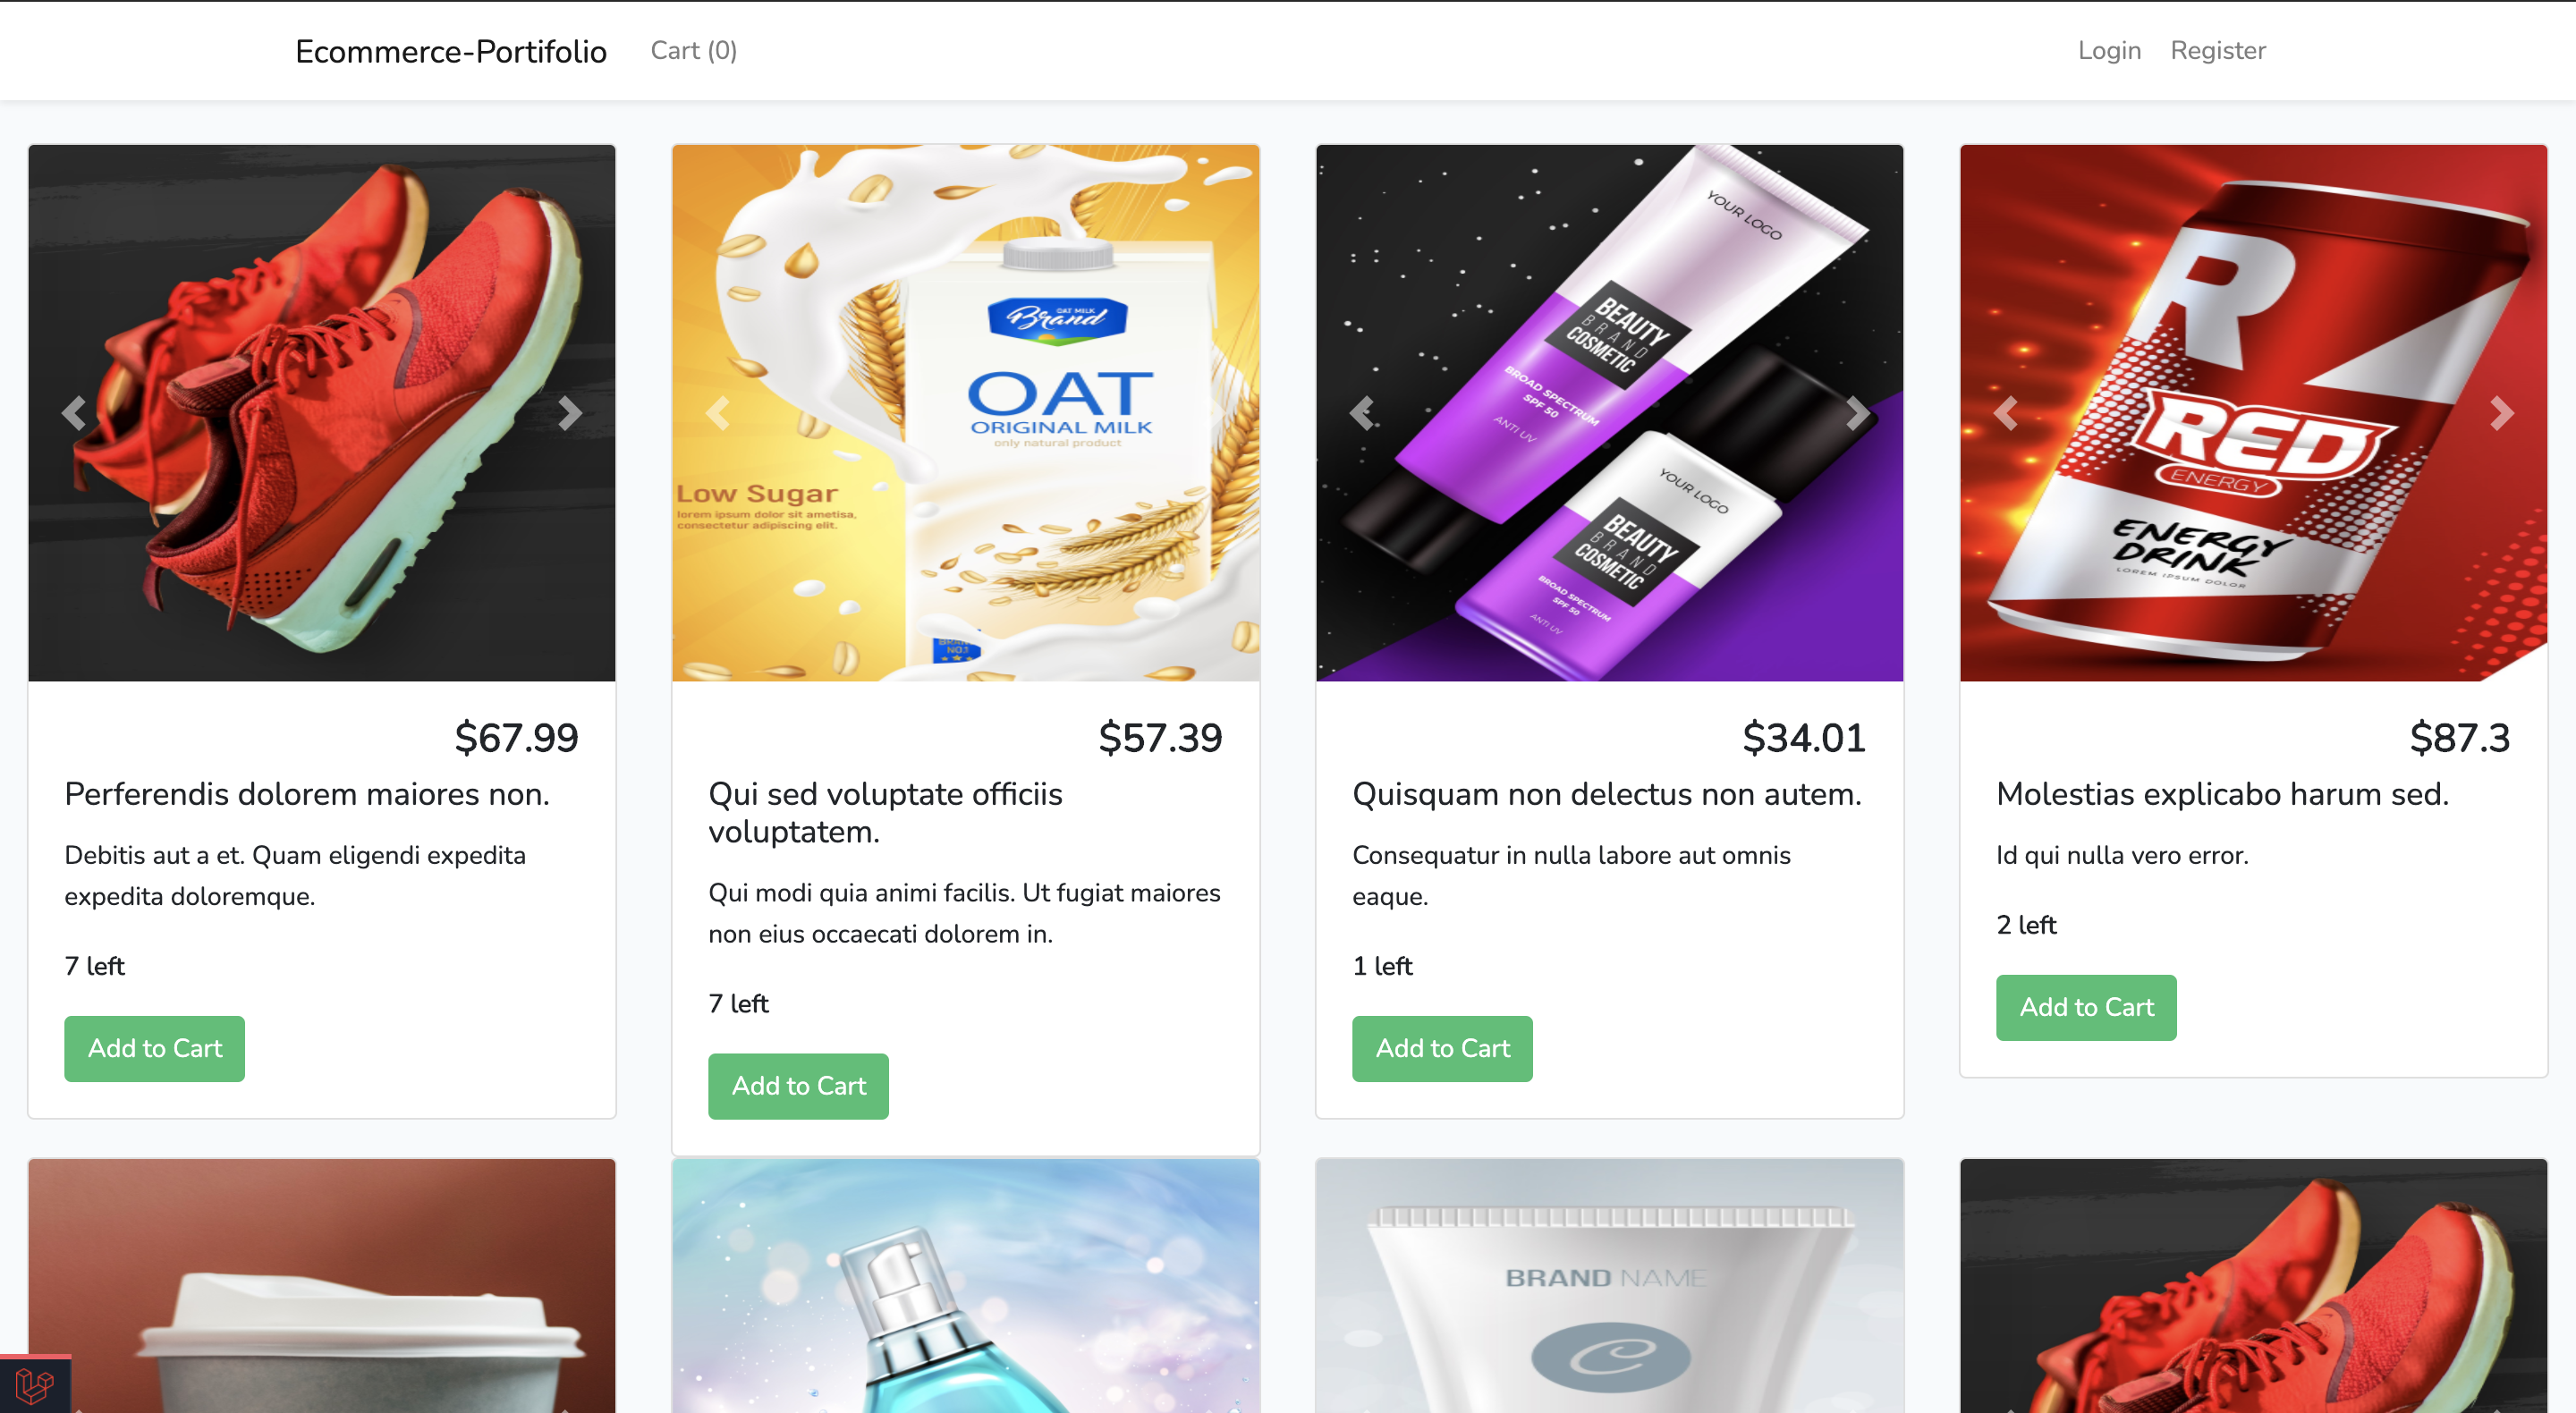 Ecommerce-Portifolio
Cart (0)
Login
Register
OAT MILK
Brand
OAT
ORIGINAL MILK
only natural product
Low Sugar
lorem ipsum dolor sit ametisa,
consectetur adipiscing elit.
BRAND
NO.1
YOUR LOGO
BEAUTY
BRAND
COSMETIC
BROAD SPECTRUM
SPF 50
ANTI UV
YOUR LOGO
BEAUTY
BRAND
COSMETIC
BROAD SPECTRUM
SPF 50
ANTI UV
R
RED
ENERGY
ENERGY
DRINK
LOREM IPSUM DOLOR
$67.99
Perferendis dolorem maiores non.
Debitis aut a et. Quam eligendi expedita
expedita doloremque.
7 left
Add to Cart
$57.39
Qui sed voluptate officiis
voluptatem.
Qui modi quia animi facilis. Ut fugiat maiores
non eius occaecati dolorem in.
7 left
Add to Cart
$34.01
Quisquam non delectus non autem.
Consequatur in nulla labore aut omnis
eaque.
1 left
Add to Cart
$87.3
Molestias explicabo harum sed.
Id qui nulla vero error.
2 left
Add to Cart
BRAND NAME
C